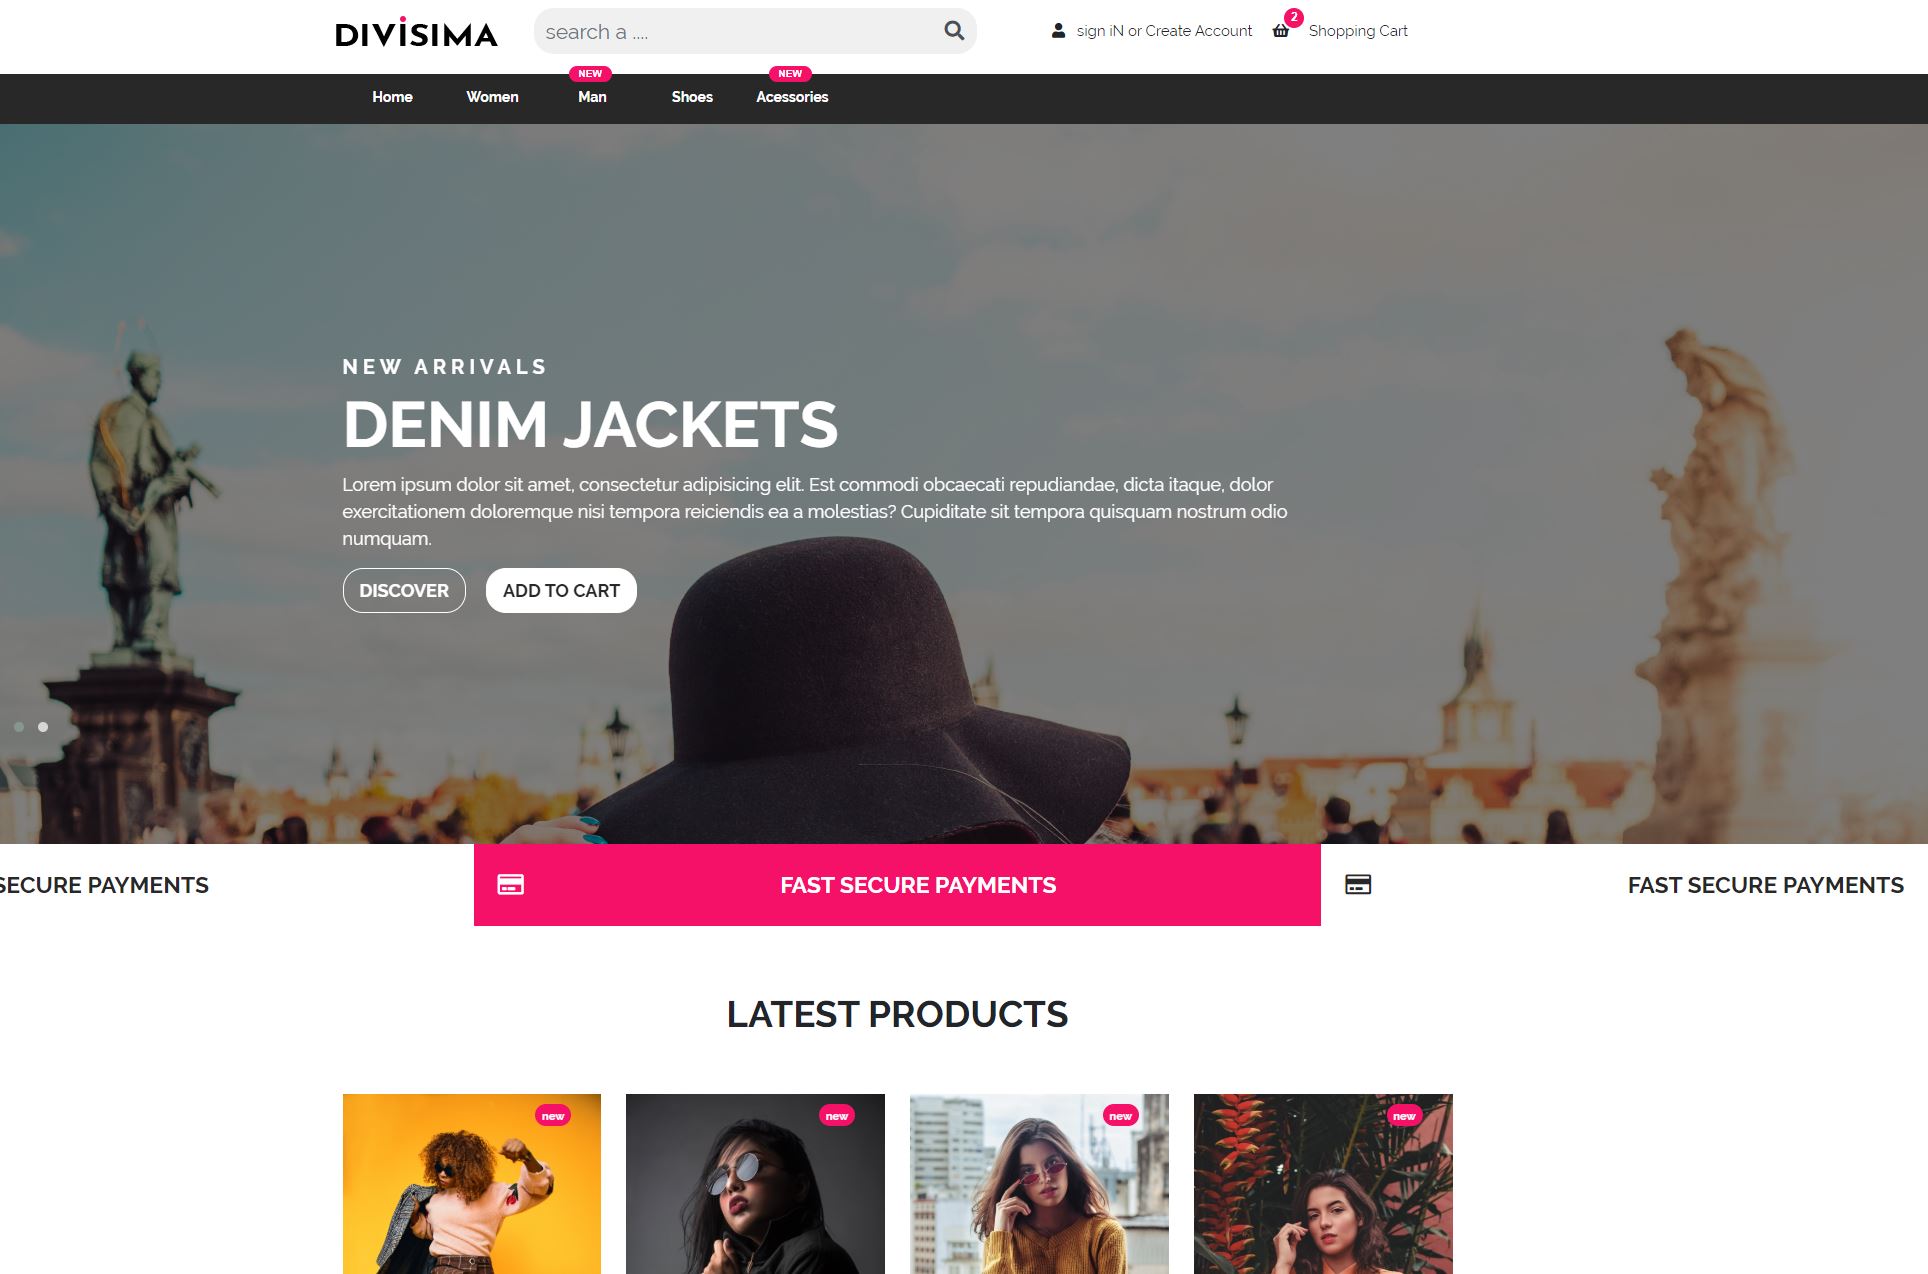 DIVISIMA
search a ....
sign iN or Create Account
2
Shopping Cart
NEW
NEW
Home
Women
Man
Shoes
Acessories
NEW ARRIVALS
DENIM JACKETS
Lorem ipsum dolor sit amet, consectetur adipisicing elit. Est commodi obcaecati repudiandae, dicta itaque, dolor
exercitationem doloremque nisi tempora reiciendis ea a molestias? Cupiditate sit tempora quisquam nostrum odio
numquam.
DISCOVER
ADD TO CART
SECURE PAYMENTS
FAST SECURE PAYMENTS
FAST SECURE PAYMENTS
LATEST PRODUCTS
new
new
new
new